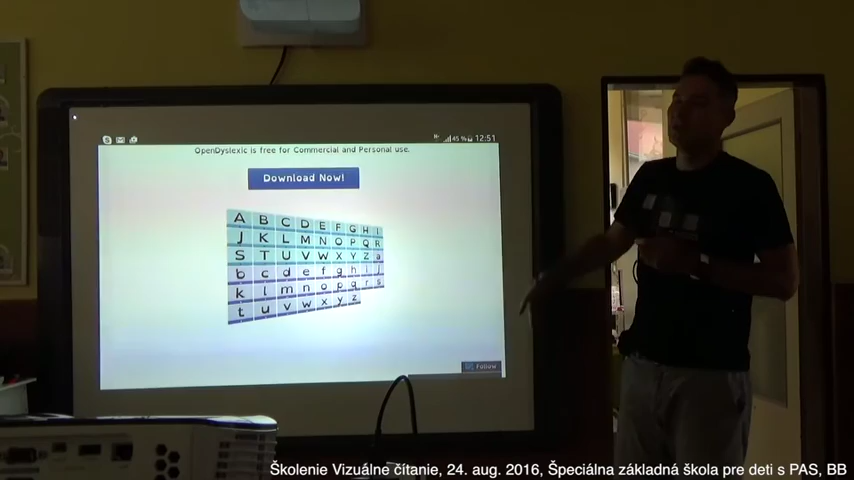 45 % 12:51
OpenDyslexic is free for Commercial and Personal use.
Download Now!
A B C D E F G H I
J K L M N O P Q R
S T U V W X Y Z a
b c d e f g h i j
k l m n o p q r s
t u v w x y z
Follow
Školenie Vizuálne čítanie, 24. aug. 2016, Špeciálna základná škola pre deti s PAS, BB